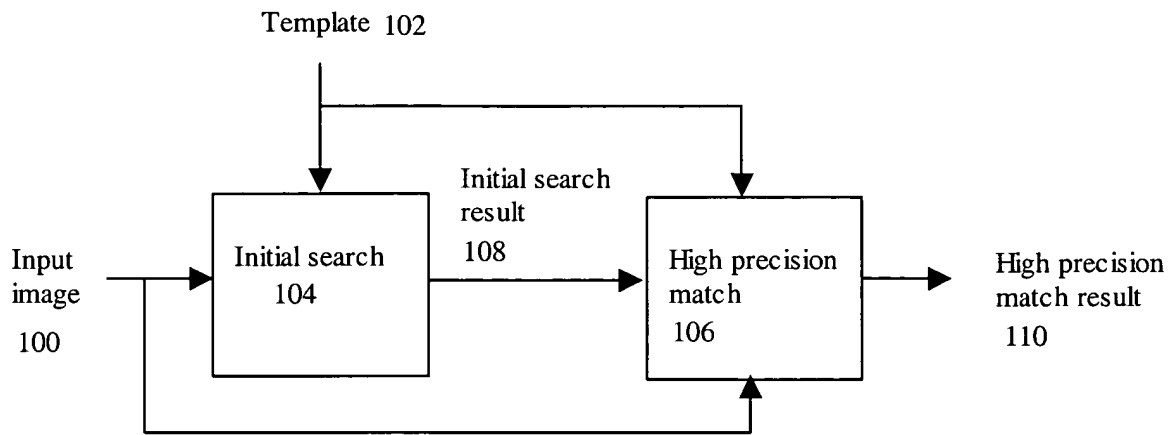 Template 102
Initial search
result
108
Input
image
100
Initial search
104
High precision
match
106
High precision
match result
110